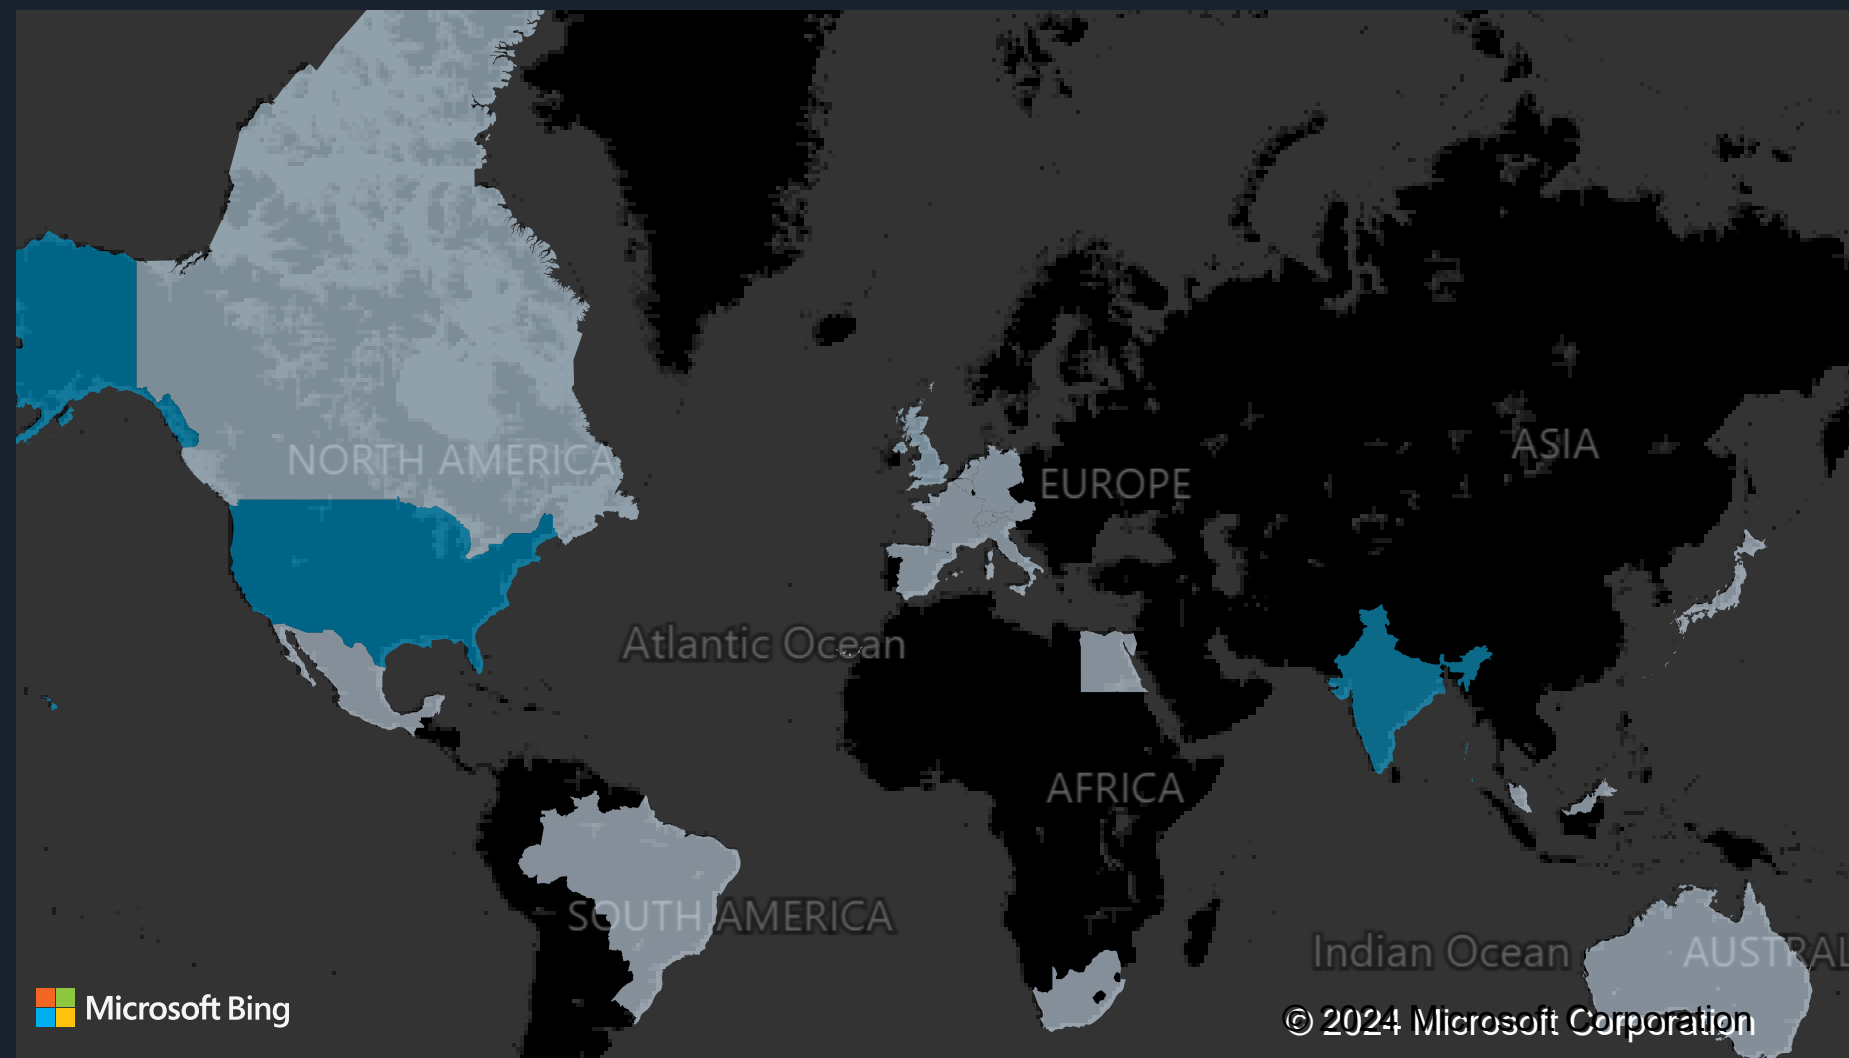 NORTH AMERICA
ASIA
EUROPE
Atlantic Ocean
AFRICA
SOUTH AMERICA
Indian Ocean
AUSTRAL
Microsoft Bing
© 2024 Microsoft Corporation